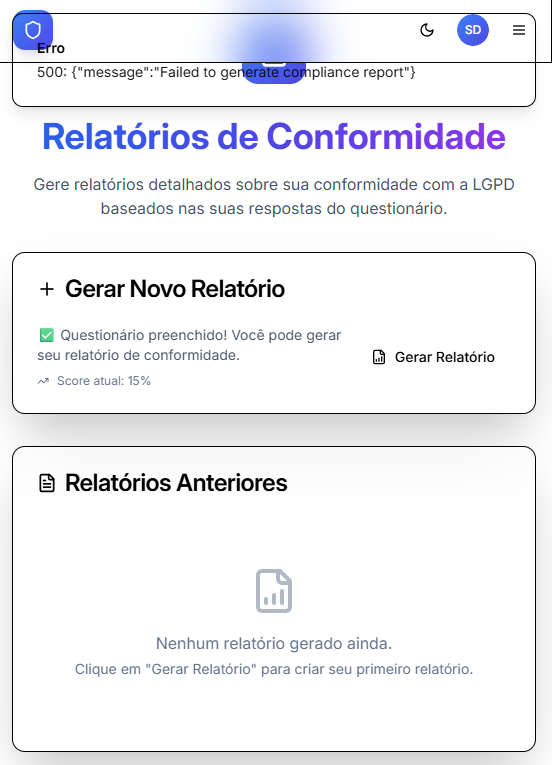 SD
Erro
500: {"message":"Failed to generate compliance report"}
Relatórios de Conformidade
Gere relatórios detalhados sobre sua conformidade com a LGPD
baseados nas suas respostas do questionário.
Gerar Novo Relatório
✅ Questionário preenchido! Você pode gerar
seu relatório de conformidade.
Score atual: 15%
Gerar Relatório
Relatórios Anteriores
Nenhum relatório gerado ainda.
Clique em "Gerar Relatório" para criar seu primeiro relatório.